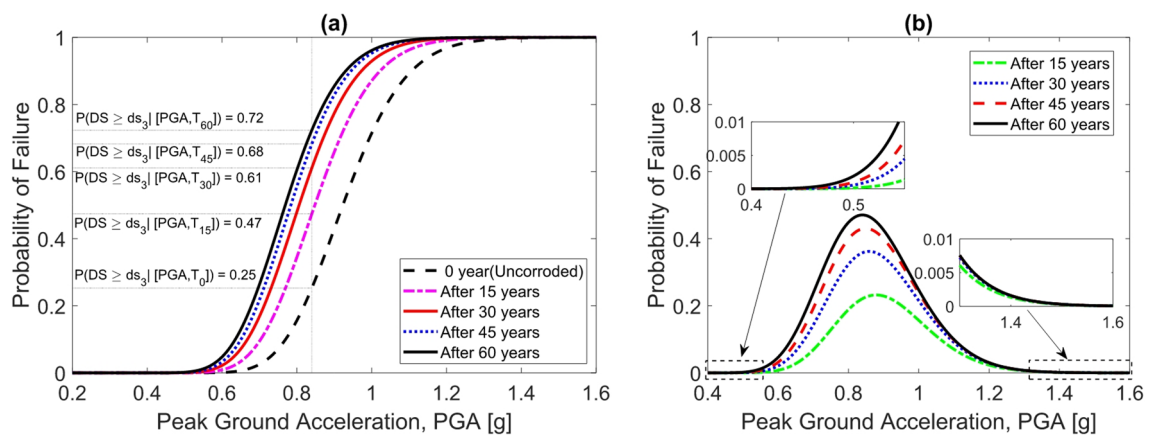 (a)
Probability of Failure
1
0.8
0.6
0.4
0.2
0
P(DS ≥ ds3| [PGA,T60]) = 0.72
P(DS ≥ ds3| [PGA,T45]) = 0.68
P(DS ≥ ds3| [PGA,T30]) = 0.61
P(DS ≥ ds3| [PGA,T15]) = 0.47
P(DS ≥ ds3| [PGA,T0]) = 0.25
0 year(Uncorroded)
After 15 years
After 30 years
After 45 years
After 60 years
0.2 0.4 0.6 0.8 1 1.2 1.4 1.6
Peak Ground Acceleration, PGA [g]
(b)
Probability of Failure
1
0.8
0.6
0.4
0.2
0
After 15 years
After 30 years
After 45 years
After 60 years
0.01
0.005
0
0.4 0.5
0.01
0.005
0
1.4 1.6
0.4 0.6 0.8 1 1.2 1.4 1.6
Peak Ground Acceleration, PGA [g]